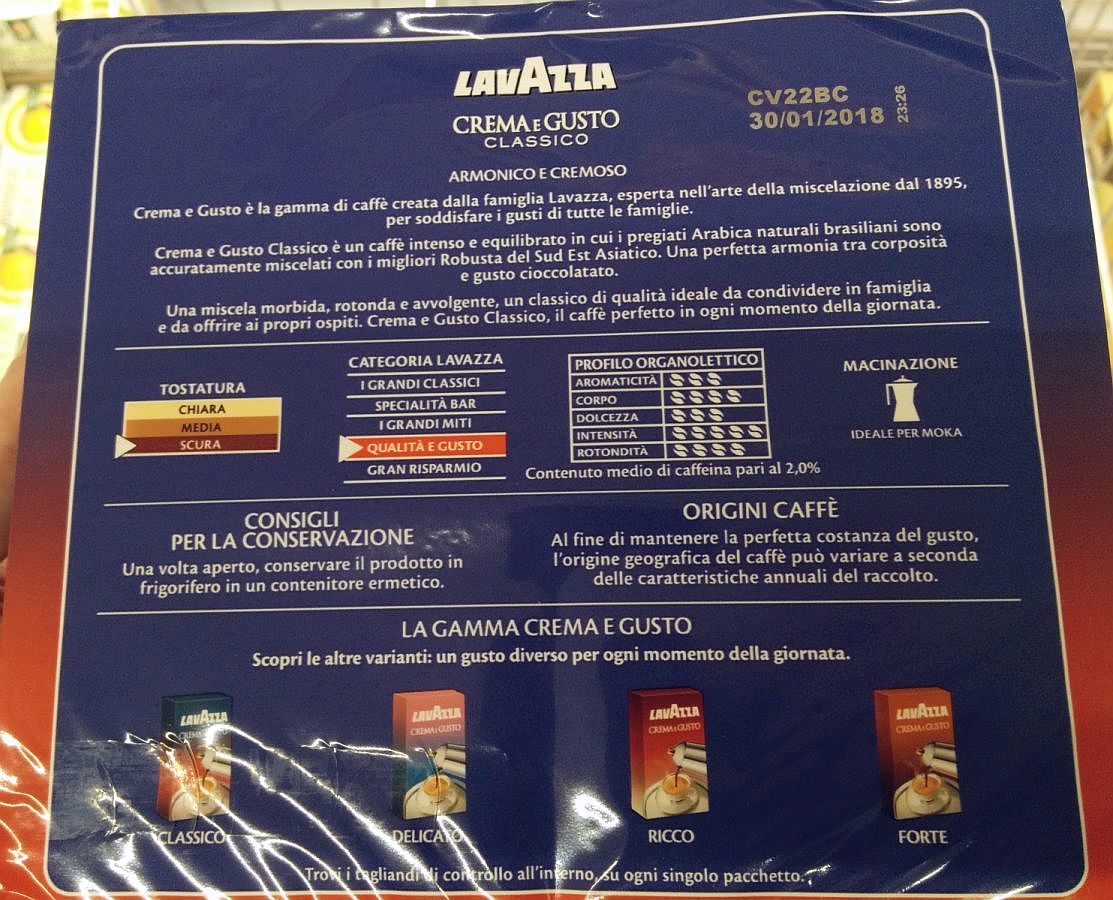 LAVAZZA
CREMA E GUSTO
CLASSICO
CV22BC
30/01/2018
23:26
ARMONICO E CREMOSO
Crema e Gusto è la gamma di caffè creata dalla famiglia Lavazza, esperta nell'arte della miscelazione dal 1895,
per soddisfare i gusti di tutte le famiglie.
Crema e Gusto Classico è un caffè intenso e equilibrato in cui i pregiati Arabica naturali brasiliani sono
accuratamente miscelati con i migliori Robusta del Sud Est Asiatico. Una perfetta armonia tra corposità
e gusto cioccolatato.
Una miscela morbida, rotonda e avvolgente, un classico di qualità ideale da condividere in famiglia
e da offrire ai propri ospiti. Crema e Gusto Classico, il caffè perfetto in ogni momento della giornata.
TOSTATURA
CHIARA
MEDIA
SCURA
CATEGORIA LAVAZZA
I GRANDI CLASSICI
SPECIALITÀ BAR
I GRANDI MITI
QUALITÀ E GUSTO
GRAN RISPARMIO
PROFILO ORGANOLETTICO
AROMATICITÀ
CORPO
DOLCEZZA
INTENSITÀ
ROTONDITÀ
Contenuto medio di caffeina pari al 2,0%
MACINAZIONE
IDEALE PER MOKA
CONSIGLI
PER LA CONSERVAZIONE
Una volta aperto, conservare il prodotto in
frigorifero in un contenitore ermetico.
ORIGINI CAFFÈ
Al fine di mantenere la perfetta costanza del gusto,
l'origine geografica del caffè può variare a seconda
delle caratteristiche annuali del raccolto.
LA GAMMA CREMA E GUSTO
Scopri le altre varianti: un gusto diverso per ogni momento della giornata.
LAVAZZA
CREMA E GUSTO
CLASSICO
LAVAZZA
CREMA E GUSTO
DELICATO
LAVAZZA
CREMA E GUSTO
RICCO
LAVAZZA
CREMA E GUSTO
FORTE
Trovi i tagliandi di controllo all'interno, su ogni singolo pacchetto.